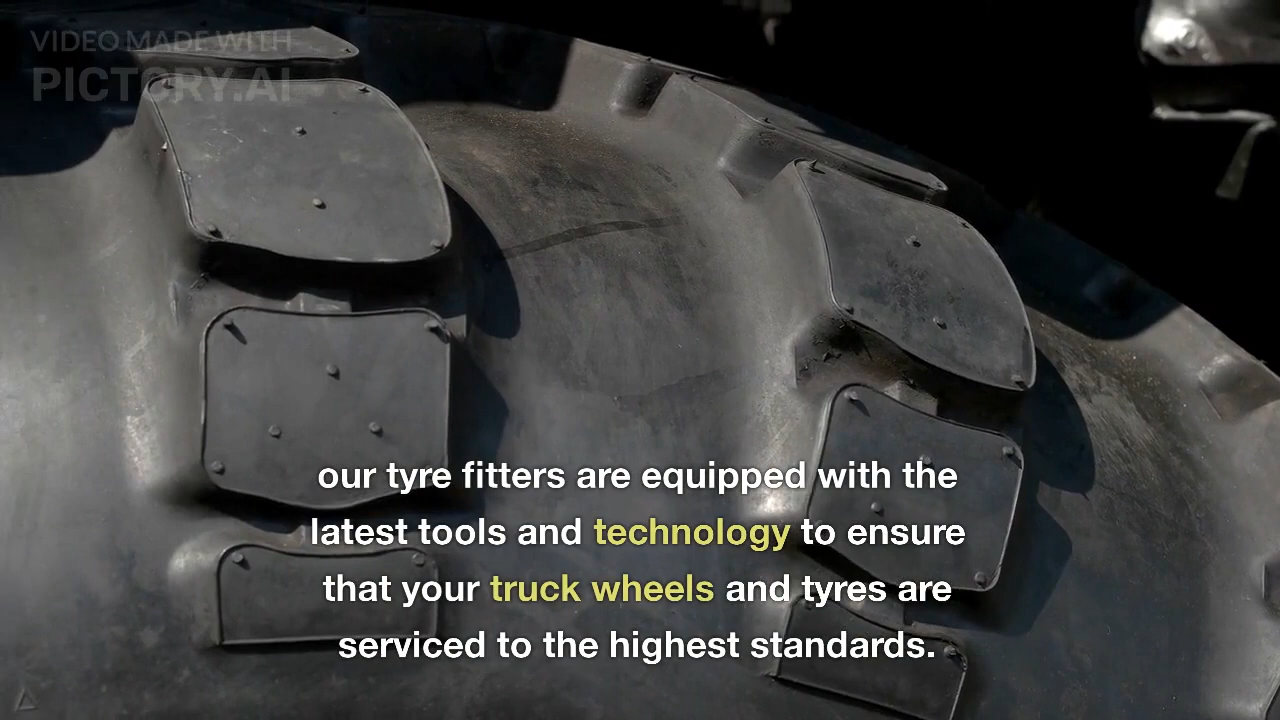 VIDEO MADE WITH
PICTORY.AI
our tyre fitters are equipped with the
latest tools and technology to ensure
that your truck wheels and tyres are
serviced to the highest standards.